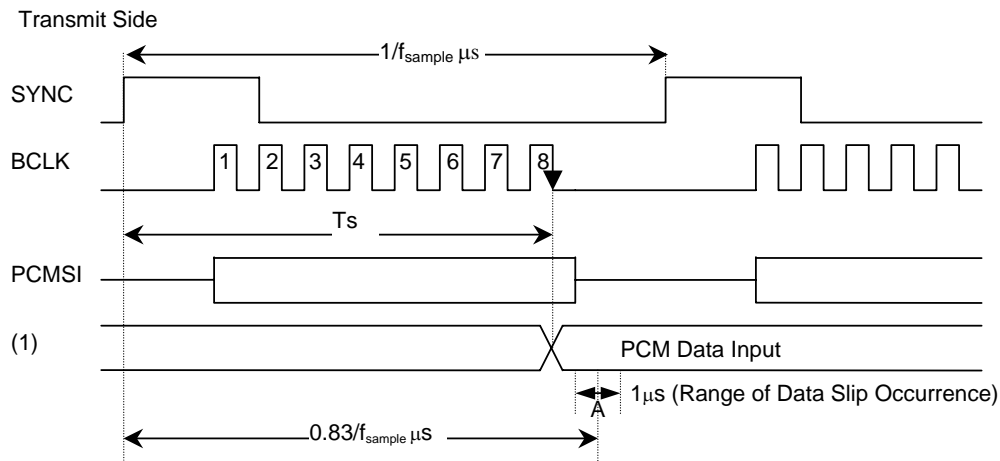 Transmit Side
1/fsample μs
SYNC
BCLK
1 2 3 4 5 6 7 8
Ts
PCMSI
(1)
PCM Data Input
1μs (Range of Data Slip Occurrence)
A
0.83/fsample μs